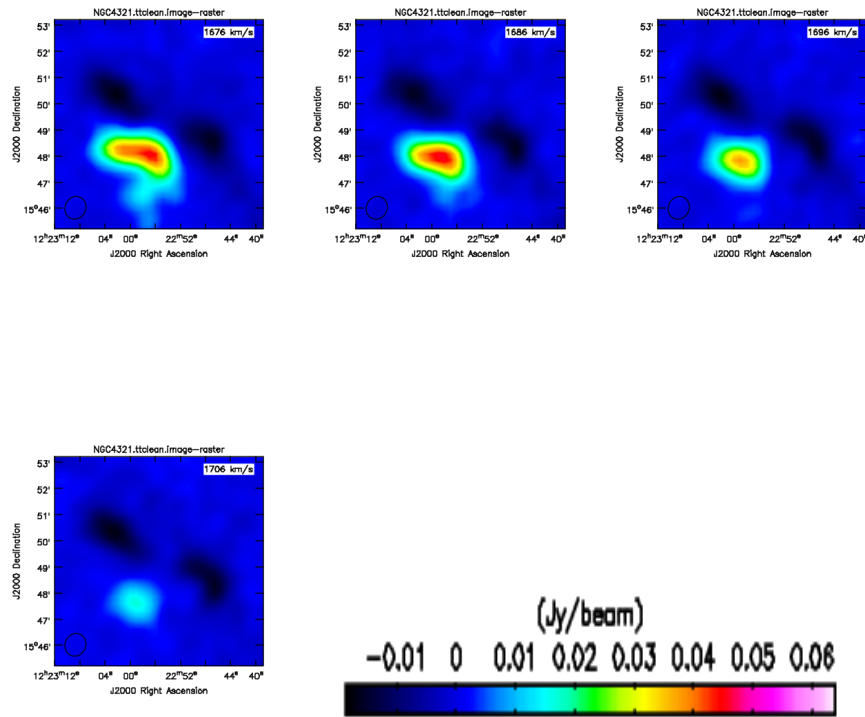 NGC4321.ttclean.image-raster
1676 km/s
53'
52'
51'
50'
49'
48'
47'
15°46'
J2000 Declination
12ʰ23ᵐ12ˢ 04ˢ 00ˢ 22ᵐ52ˢ 44ˢ 40ˢ
J2000 Right Ascension
NGC4321.ttclean.image-raster
1686 km/s
53'
52'
51'
50'
49'
48'
47'
15°46'
J2000 Declination
12ʰ23ᵐ12ˢ 04ˢ 00ˢ 22ᵐ52ˢ 44ˢ 40ˢ
J2000 Right Ascension
NGC4321.ttclean.image-raster
1696 km/s
53'
52'
51'
50'
49'
48'
47'
15°46'
J2000 Declination
12ʰ23ᵐ12ˢ 04ˢ 00ˢ 22ᵐ52ˢ 44ˢ 40ˢ
J2000 Right Ascension
NGC4321.ttclean.image-raster
1706 km/s
53'
52'
51'
50'
49'
48'
47'
15°46'
J2000 Declination
12ʰ23ᵐ12ˢ 04ˢ 00ˢ 22ᵐ52ˢ 44ˢ 40ˢ
J2000 Right Ascension
(Jy/beam)
-0.01 0 0.01 0.02 0.03 0.04 0.05 0.06